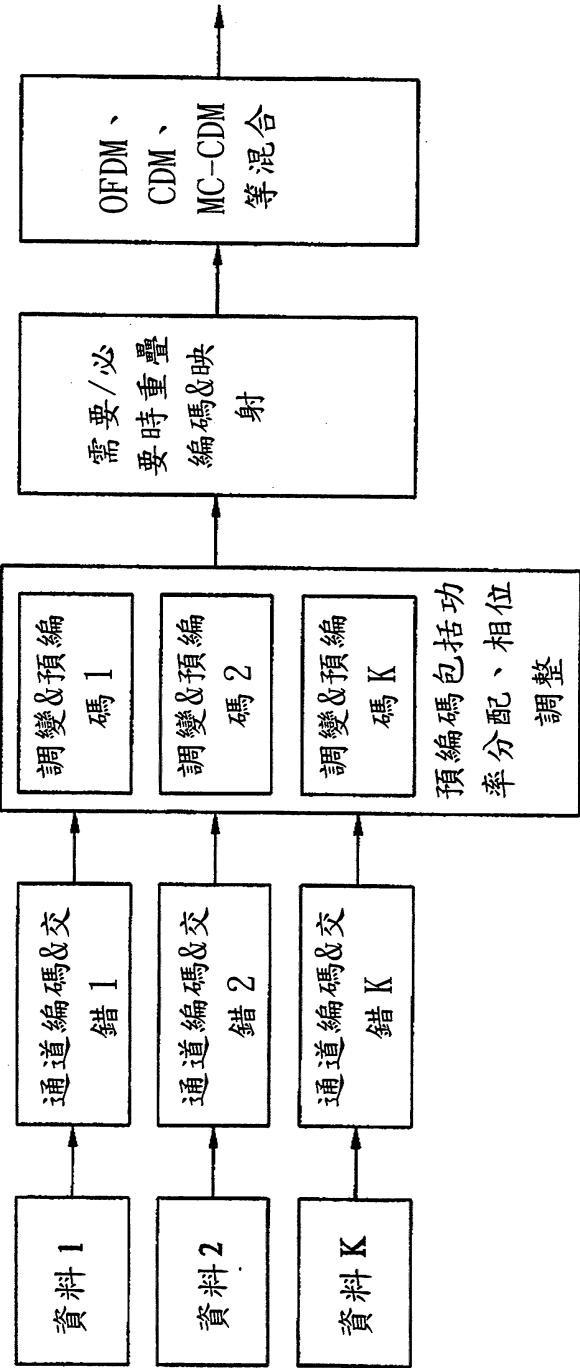 資料1
資料2
資料K
通道編碼&交
錯1
通道編碼&交
錯2
通道編碼&交
錯K
調變&預編
碼1
調變&預編
碼2
調變&預編
碼K
預編碼包括功
率分配、相位
調整
需要/必
要時重疊
編碼&映
射
OFDM、
CDM、
MC-CDM
等混合